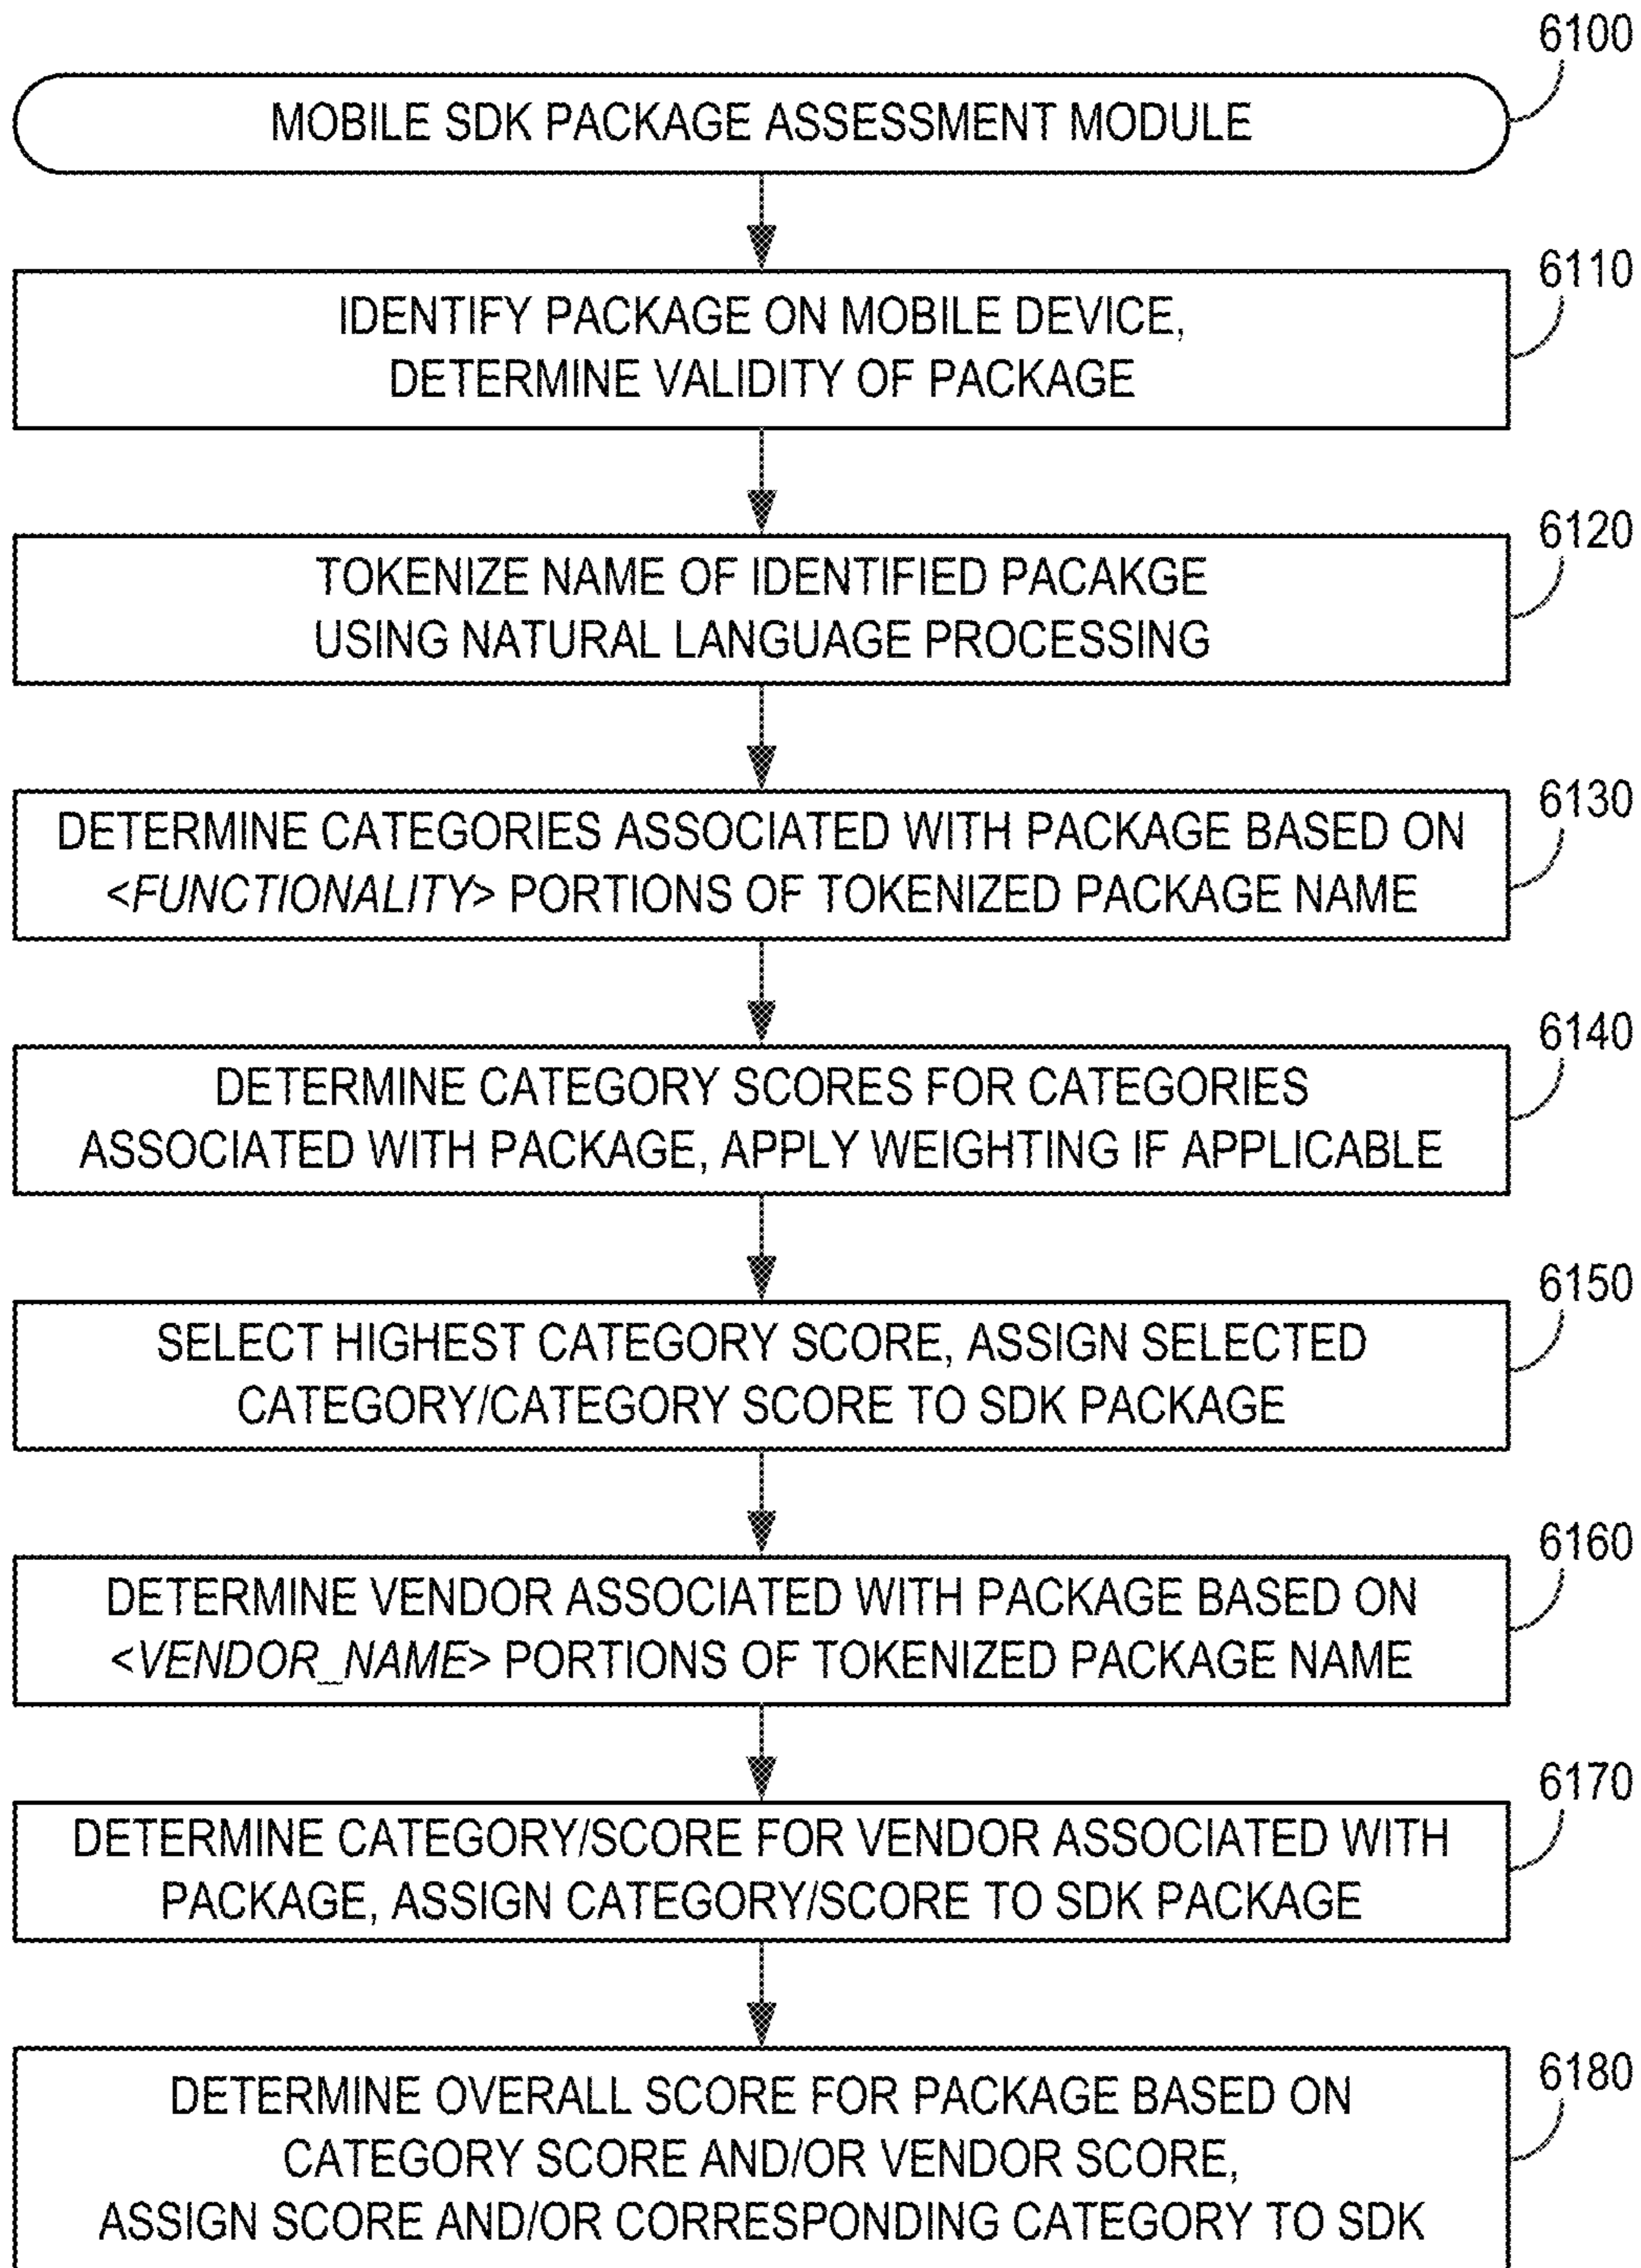 6100
MOBILE SDK PACKAGE ASSESSMENT MODULE
6110
IDENTIFY PACKAGE ON MOBILE DEVICE,
DETERMINE VALIDITY OF PACKAGE
6120
TOKENIZE NAME OF IDENTIFIED PACAKGE
USING NATURAL LANGUAGE PROCESSING
6130
DETERMINE CATEGORIES ASSOCIATED WITH PACKAGE BASED ON
<FUNCTIONALITY> PORTIONS OF TOKENIZED PACKAGE NAME
6140
DETERMINE CATEGORY SCORES FOR CATEGORIES
ASSOCIATED WITH PACKAGE, APPLY WEIGHTING IF APPLICABLE
6150
SELECT HIGHEST CATEGORY SCORE, ASSIGN SELECTED
CATEGORY/CATEGORY SCORE TO SDK PACKAGE
6160
DETERMINE VENDOR ASSOCIATED WITH PACKAGE BASED ON
<VENDOR_NAME> PORTIONS OF TOKENIZED PACKAGE NAME
6170
DETERMINE CATEGORY/SCORE FOR VENDOR ASSOCIATED WITH
PACKAGE, ASSIGN CATEGORY/SCORE TO SDK PACKAGE
6180
DETERMINE OVERALL SCORE FOR PACKAGE BASED ON
CATEGORY SCORE AND/OR VENDOR SCORE,
ASSIGN SCORE AND/OR CORRESPONDING CATEGORY TO SDK